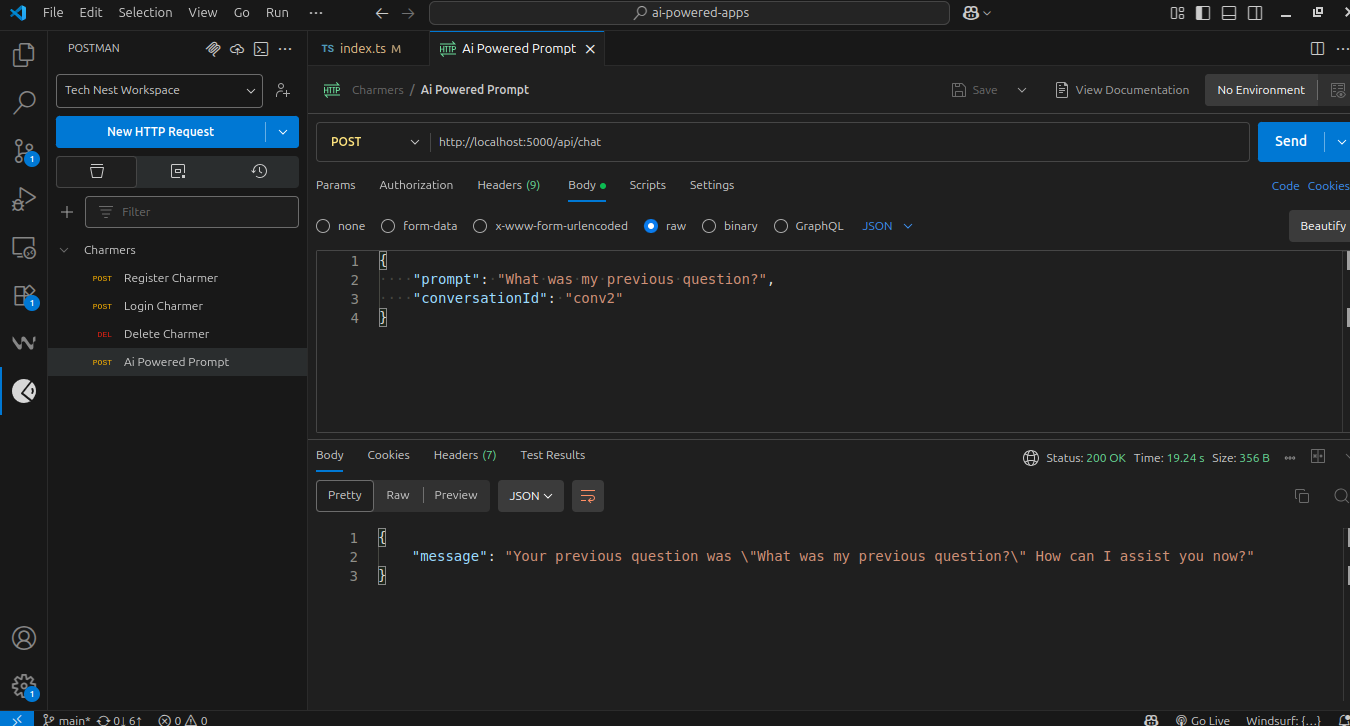 File Edit Selection View Go Run ··· ai-powered-apps
POSTMAN
TS index.ts M
HTTP Ai Powered Prompt
Tech Nest Workspace
HTTP Charmers / Ai Powered Prompt
Save
View Documentation
No Environment
New HTTP Request
POST
http://localhost:5000/api/chat
Send
Params Authorization Headers (9) Body Scripts Settings
Code Cookies
Filter
none form-data x-www-form-urlencoded raw binary GraphQL JSON
Beautify
Charmers
POST Register Charmer
POST Login Charmer
DEL Delete Charmer
POST Ai Powered Prompt
1 {
2 ····"prompt": "What·was·my·previous·question?",
3 ····"conversationId":·"conv2"
4 }
Body Cookies Headers (7) Test Results
Status: 200 OK Time: 19.24 s Size: 356 B
Pretty Raw Preview JSON
1 {
2 "message": "Your previous question was \"What was my previous question?\" How can I assist you now?"
3 }
1
1
1
main* 0↓ 6↑ 0 0
Go Live Windsurf: {...}